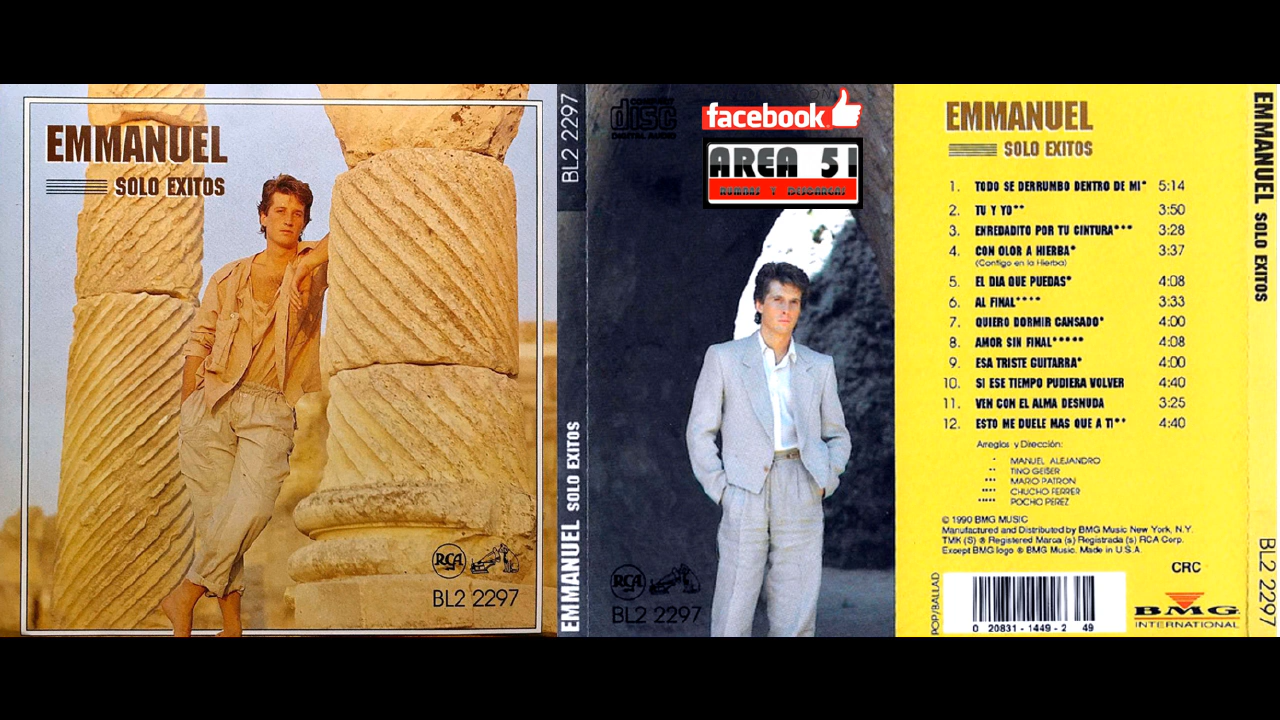 EMMANUEL
SOLO EXITOS
RCA
BL2 2297
BL2 2297
EMMANUEL SOLO EXITOS
COMPACT
disc
DIGITAL AUDIO
facebook
AREA 51
RUMBAS Y DESCARGAS
RCA
BL2 2297
EMMANUEL
SOLO EXITOS
1. TODO SE DERRUMBO DENTRO DE MI* 5:14
2. TU Y YO** 3:50
3. ENREDADITO POR TU CINTURA*** 3:28
4. CON OLOR A HIERBA* 3:37
(Contigo en la Hierba)
5. EL DIA QUE PUEDAS* 4:08
6. AL FINAL**** 3:33
7. QUIERO DORMIR CANSADO* 4:00
8. AMOR SIN FINAL***** 4:08
9. ESA TRISTE GUITARRA* 4:00
10. SI ESE TIEMPO PUDIERA VOLVER 4:40
11. VEN CON EL ALMA DESNUDA 3:25
12. ESTO ME DUELE MAS QUE A TI** 4:40
Arreglos y Dirección:
* MANUEL ALEJANDRO
** TINO GEISER
*** MARIO PATRON
**** CHUCHO FERRER
***** POCHO PEREZ
© 1990 BMG MUSIC
Manufactured and Distributed by BMG Music New York, N.Y.
TMK (S) ® Registered Marca (s) Registrada (s) RCA Corp.
Except BMG logo ® BMG Music. Made in U.S.A.
CRC
POP/BALLAD
0 20831-1449-2 49
BMG
INTERNATIONAL
EMMANUEL SOLO EXITOS
BL2 2297